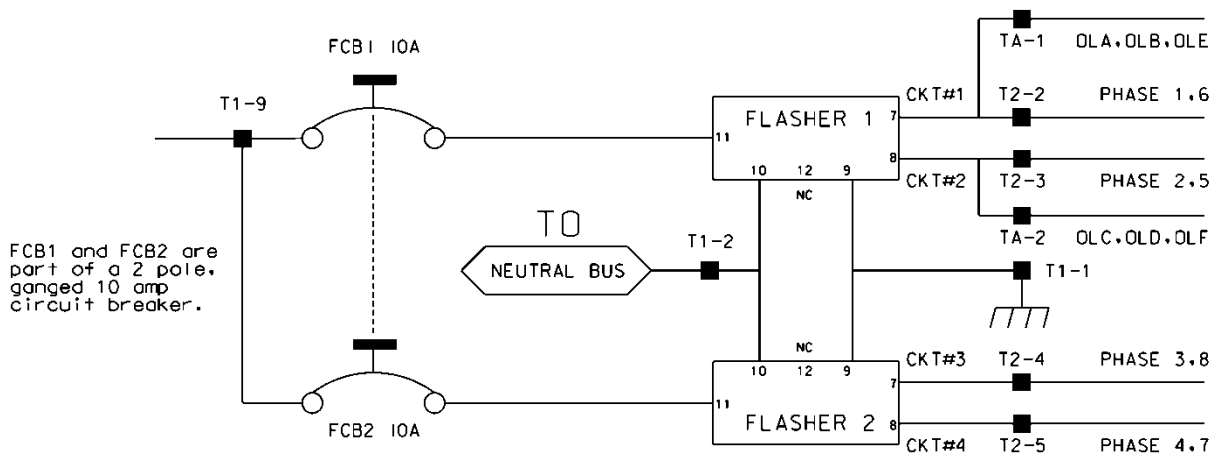 TA-1 OLA,OLB,OLE
FCB1 10A
T1-9
CKT#1 T2-2 PHASE 1,6
FLASHER 1
7
11
8
10 12 9
NC
CKT#2 T2-3 PHASE 2,5
TA-2 OLC,OLD,OLF
TO
NEUTRAL BUS
T1-2
T1-1
FCB1 and FCB2 are
part of a 2 pole,
ganged 10 amp
circuit breaker.
NC
10 12 9
CKT#3 T2-4 PHASE 3,8
7
11
FLASHER 2
8
FCB2 10A
CKT#4 T2-5 PHASE 4,7